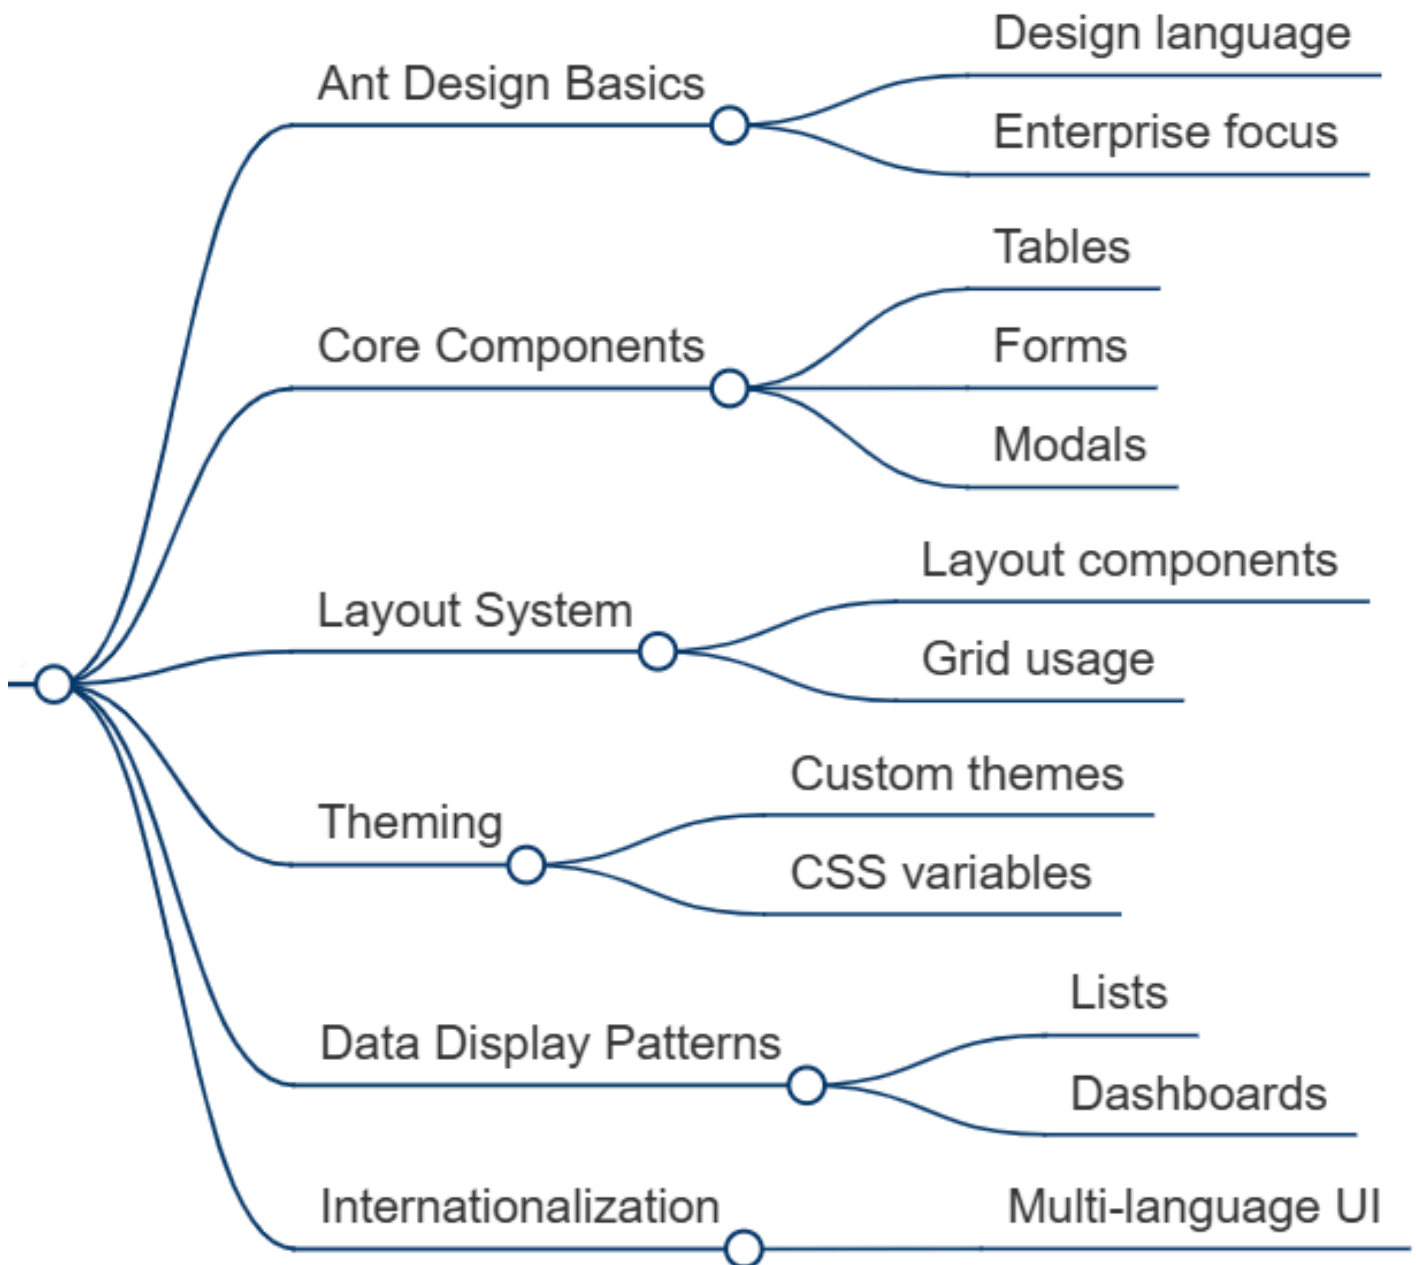 Ant Design Basics
Design language
Enterprise focus
Core Components
Tables
Forms
Modals
Layout System
Layout components
Grid usage
Theming
Custom themes
CSS variables
Data Display Patterns
Lists
Dashboards
Internationalization
Multi-language UI